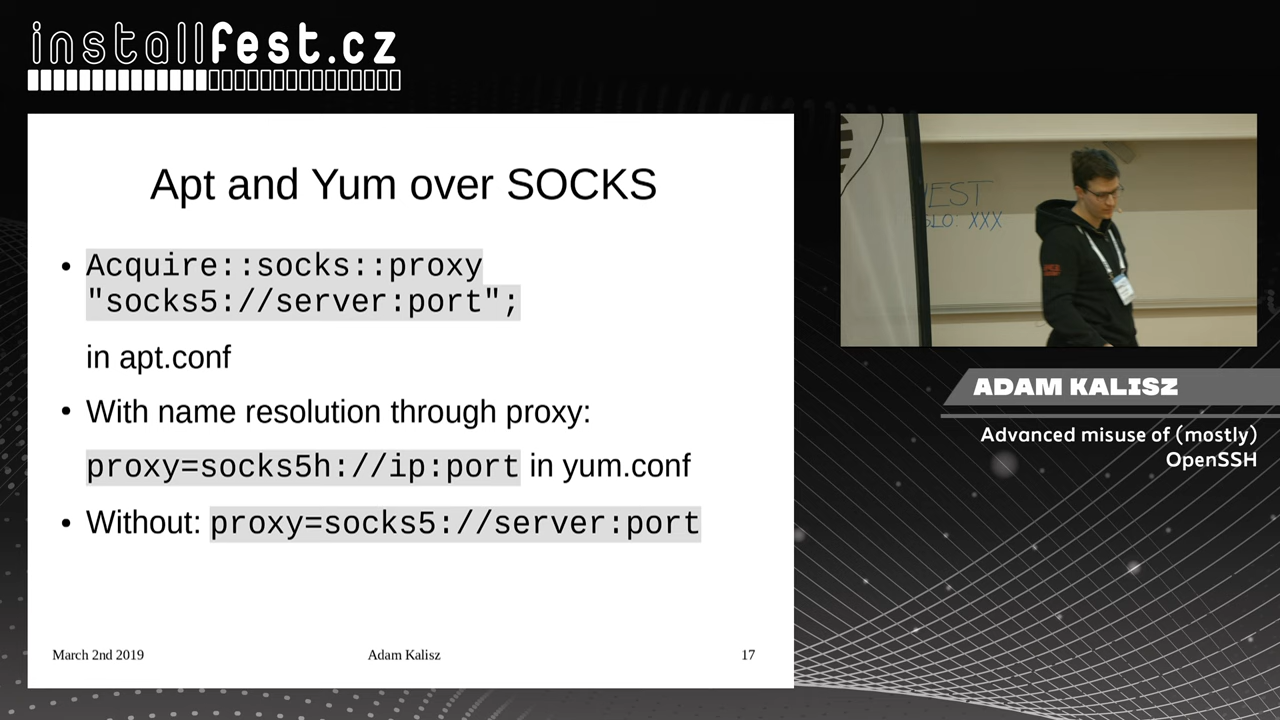 installfest.cz
Apt and Yum over SOCKS
• Acquire::socks::proxy
"socks5://server:port";
in apt.conf
• With name resolution through proxy:
proxy=socks5h://ip:port in yum.conf
• Without: proxy=socks5://server:port
March 2nd 2019 Adam Kalisz 17
XXX
ADAM KALISZ
Advanced misuse of (mostly)
OpenSSH